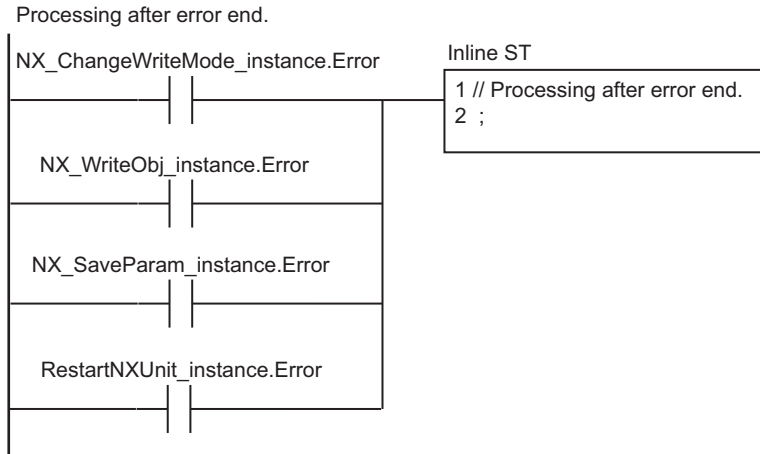 Processing after error end.
NX_ChangeWriteMode_instance.Error
Inline ST
1 // Processing after error end.
2 ;
NX_WriteObj_instance.Error
NX_SaveParam_instance.Error
RestartNXUnit_instance.Error